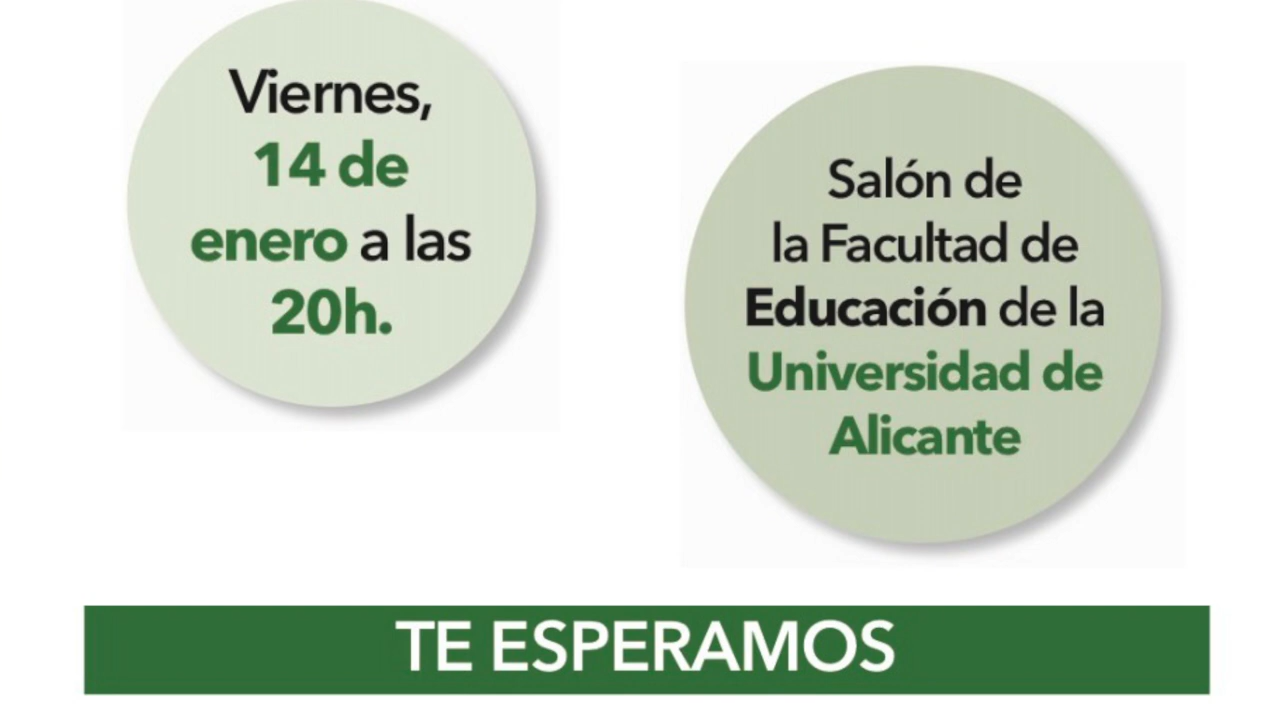 Viernes,
14 de
enero a las
20h.
Salón de
la Facultad de
Educación de la
Universidad de
Alicante
TE ESPERAMOS